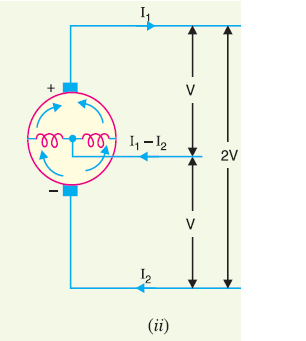 I₁
+
V
I₁ – I₂
2V
–
V
I₂
(ii)